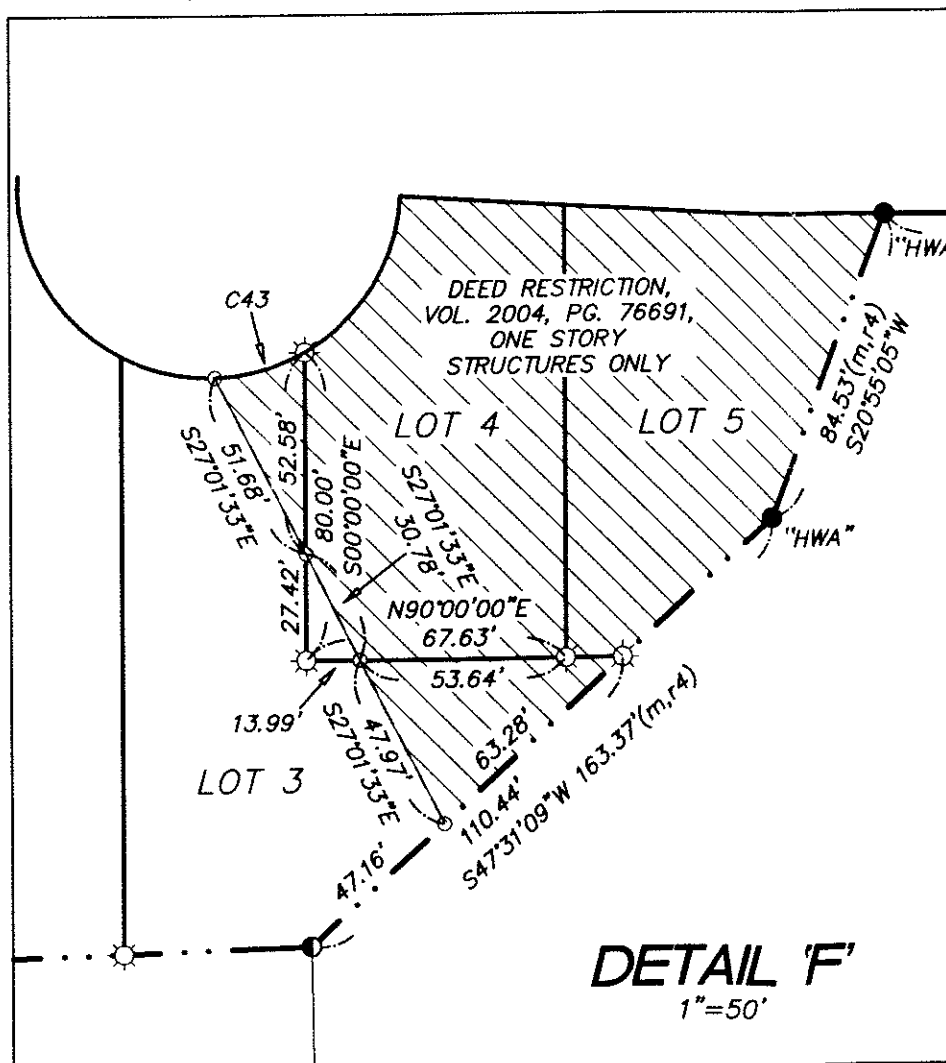 "HWA
C43
DEED RESTRICTION,
VOL. 2004, PG. 76691,
ONE STORY
STRUCTURES ONLY
84.53'(m,r4)
S20°55'05"W
LOT 4
LOT 5
52.58'
80.00'
S00°00'00"E
51.68'
S27°01'33"E
S27°01'33"E
30.78'
"HWA"
27.42'
N90°00'00"E
67.63'
53.64'
13.99'
47.97'
S27°01'33"E
LOT 3
63.28'
110.44'
S47°31'09"W 163.37'(m,r4)
47.16'
DETAIL 'F'
1"=50'